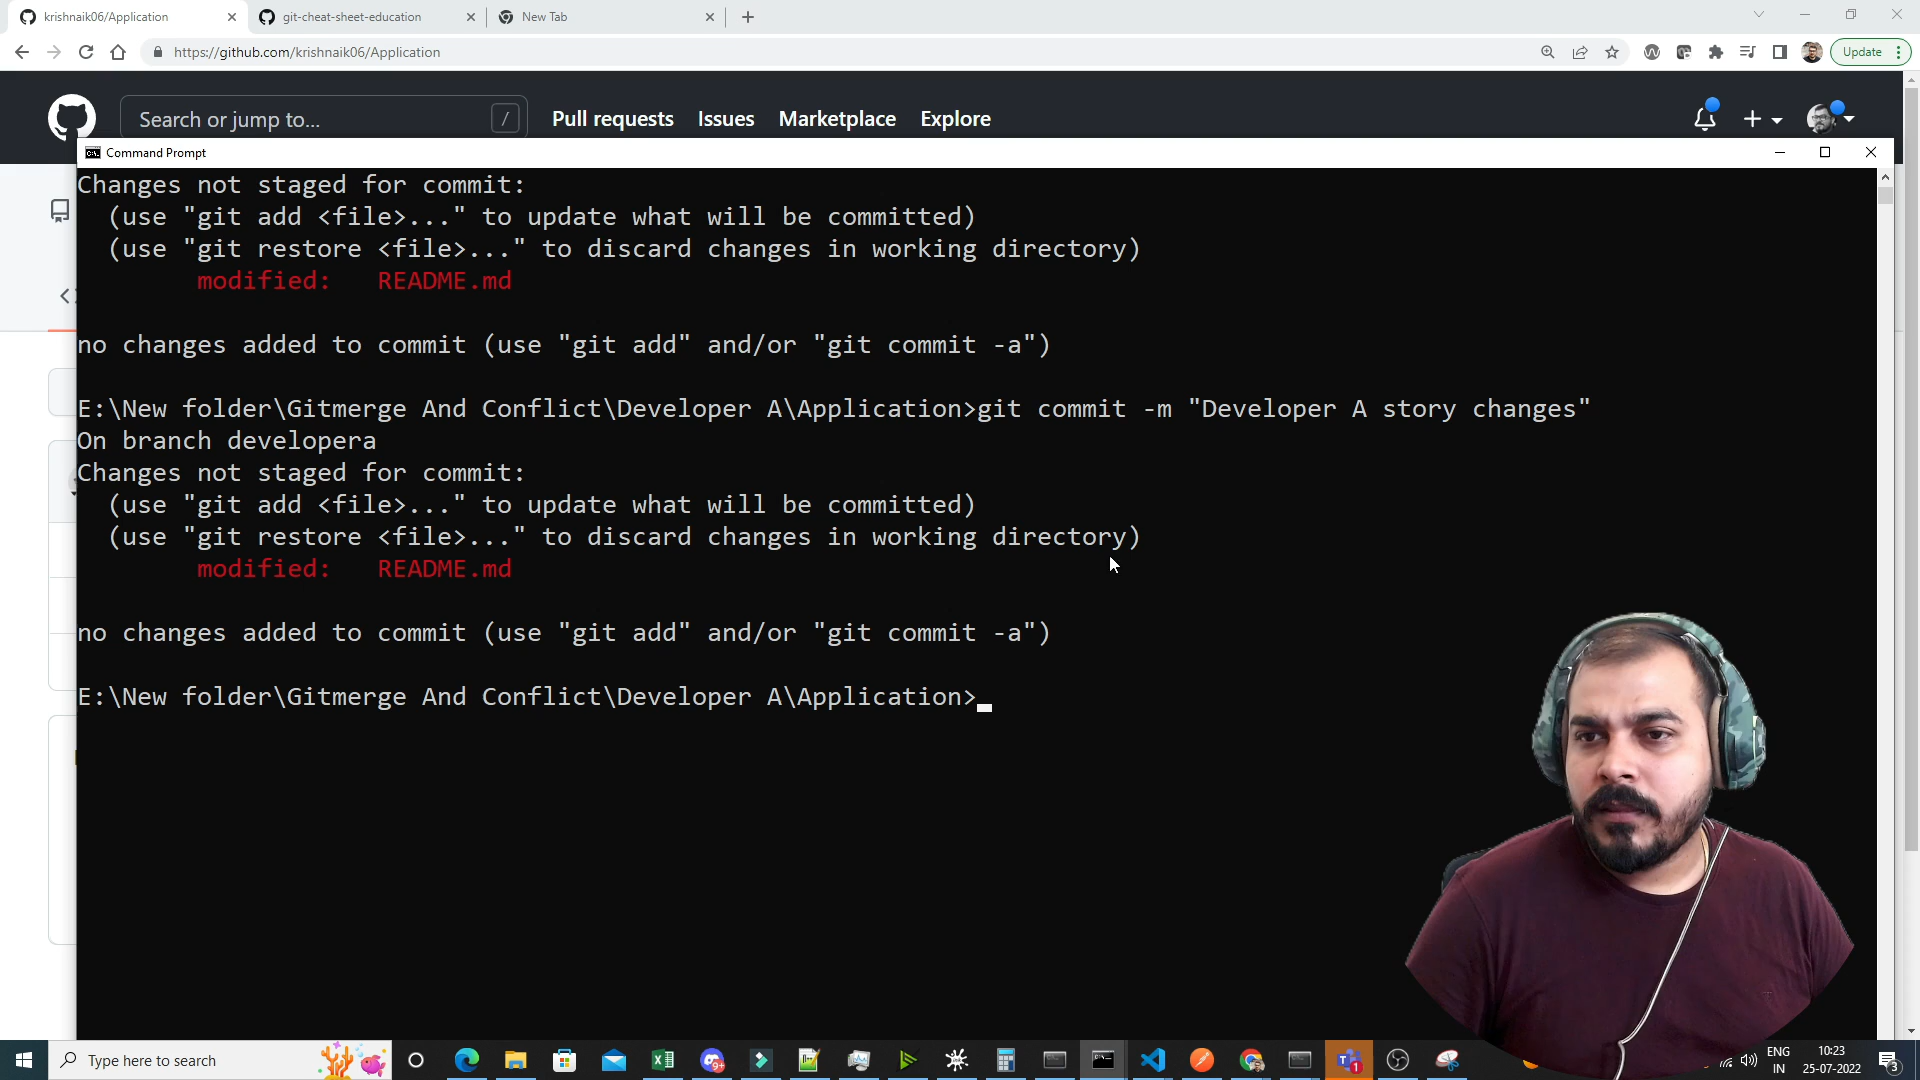 krishnaik06/Application
git-cheat-sheet-education
New Tab
https://github.com/krishnaik06/Application
Update
Search or jump to...
/
Pull requests
Issues
Marketplace
Explore
Command Prompt
Changes not staged for commit:
(use "git add <file>..." to update what will be committed)
(use "git restore <file>..." to discard changes in working directory)
modified: README.md
no changes added to commit (use "git add" and/or "git commit -a")
E:\New folder\Gitmerge And Conflict\Developer A\Application>git commit -m "Developer A story changes"
On branch developera
Changes not staged for commit:
(use "git add <file>..." to update what will be committed)
(use "git restore <file>..." to discard changes in working directory)
modified: README.md
no changes added to commit (use "git add" and/or "git commit -a")
E:\New folder\Gitmerge And Conflict\Developer A\Application>
Type here to search
ENG
IN
10:23
25-07-2022
3